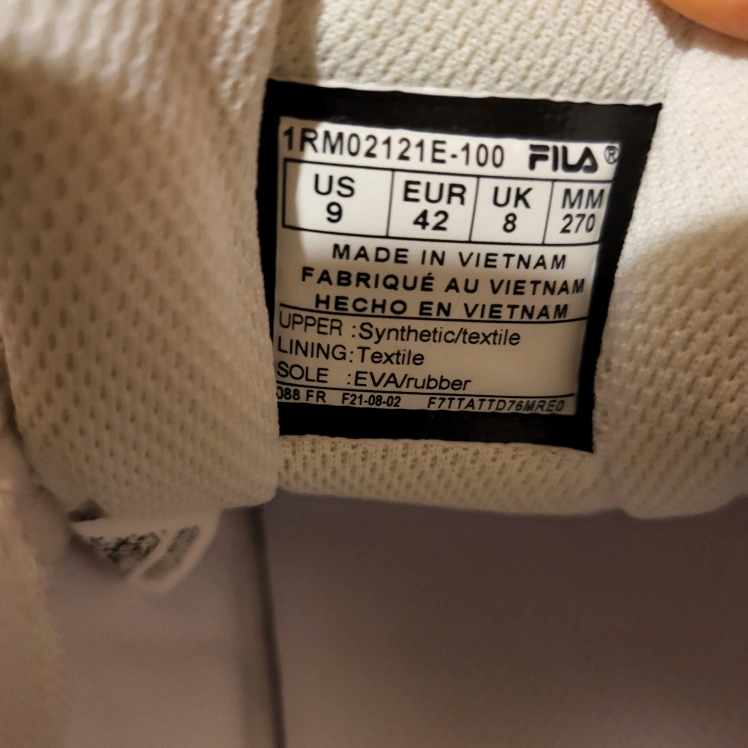 1RM02121E-100 FILA®
US EUR UK MM
9 42 8 270
MADE IN VIETNAM
FABRIQUÉ AU VIETNAM
HECHO EN VIETNAM
UPPER :Synthetic/textile
LINING:Textile
SOLE :EVA/rubber
088 FR F21-08-02 F7TTATTD76MRE0